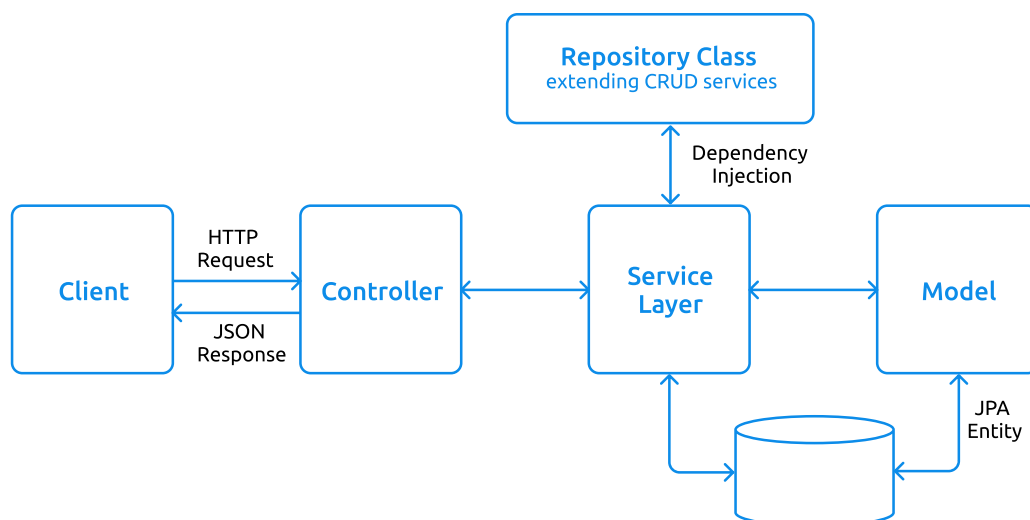 Repository Class
extending CRUD services
Dependency
Injection
HTTP
Request
Client
Controller
Service
Layer
Model
JSON
Response
JPA
Entity